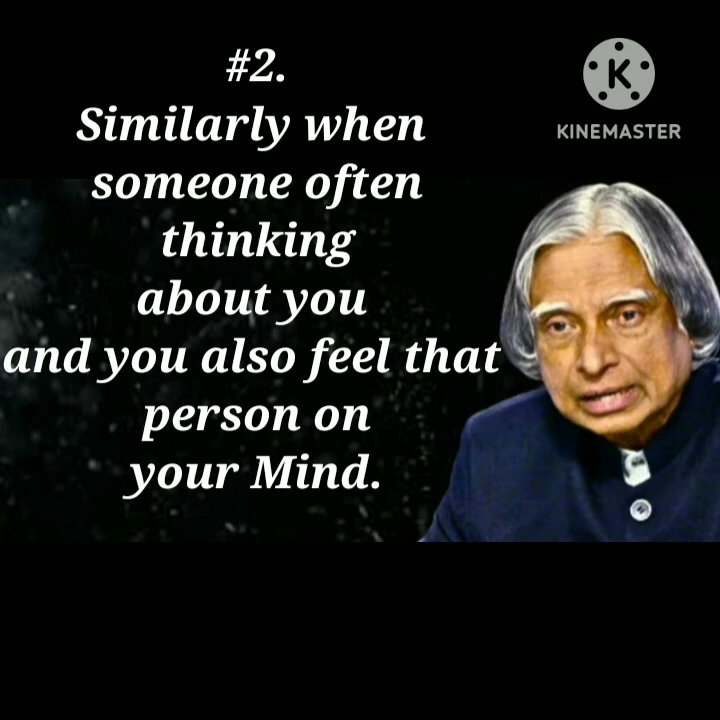 #2.
Similarly when
someone often
thinking
about you
and you also feel that
person on
your Mind.
K
KINEMASTER